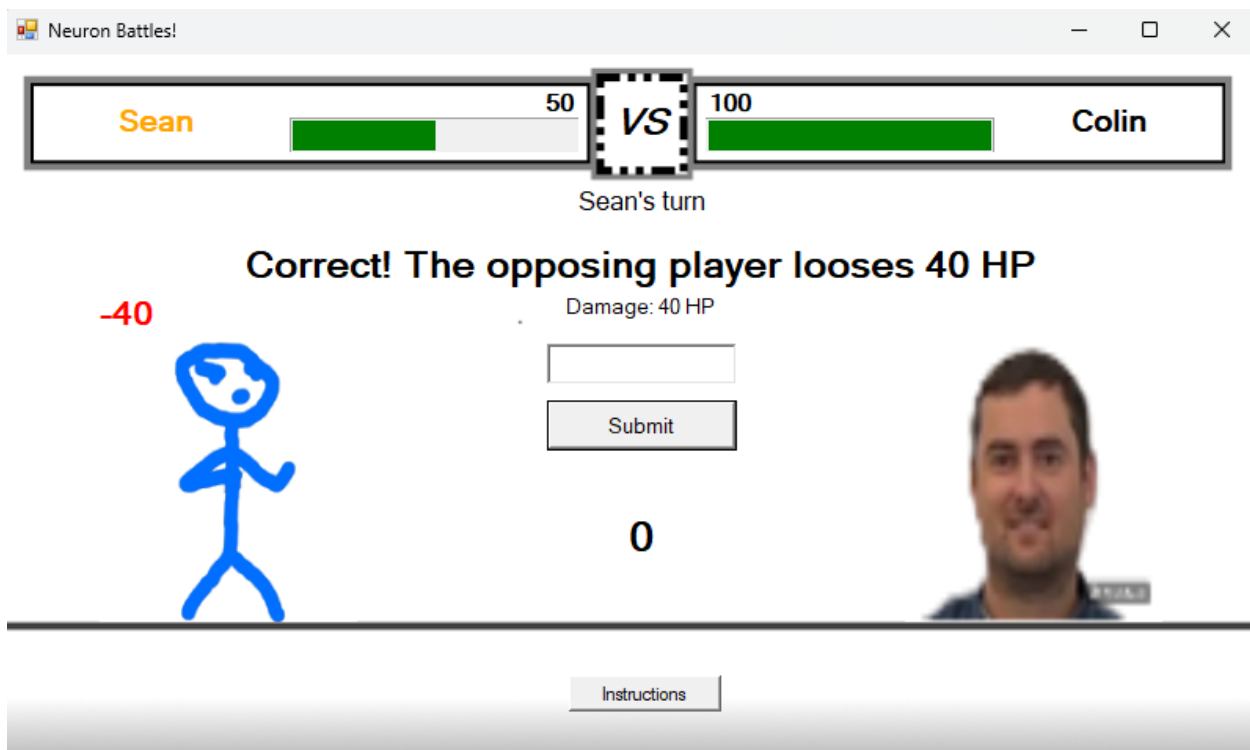 Neuron Battles!
Sean
50
VS
100
Colin
Sean's turn
Correct! The opposing player looses 40 HP
-40
Damage: 40 HP
Submit
0
Instructions